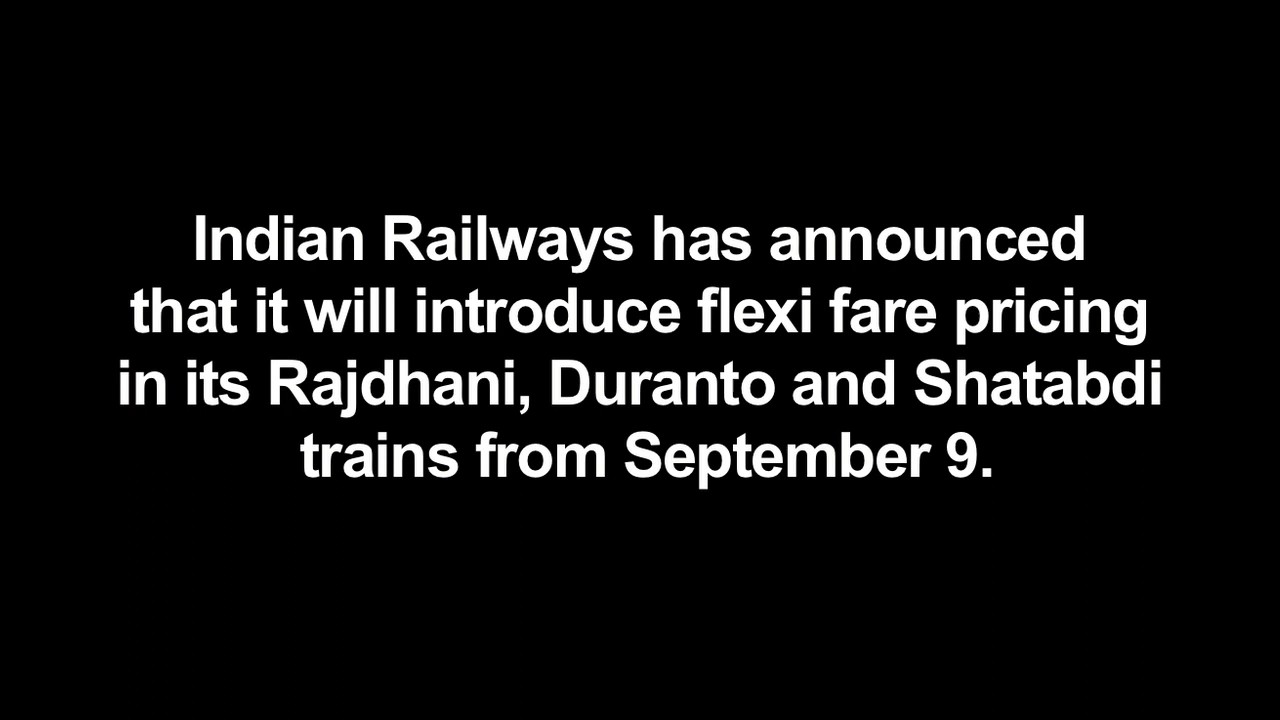 Indian Railways has announced
that it will introduce flexi fare pricing
in its Rajdhani, Duranto and Shatabdi
trains from September 9.